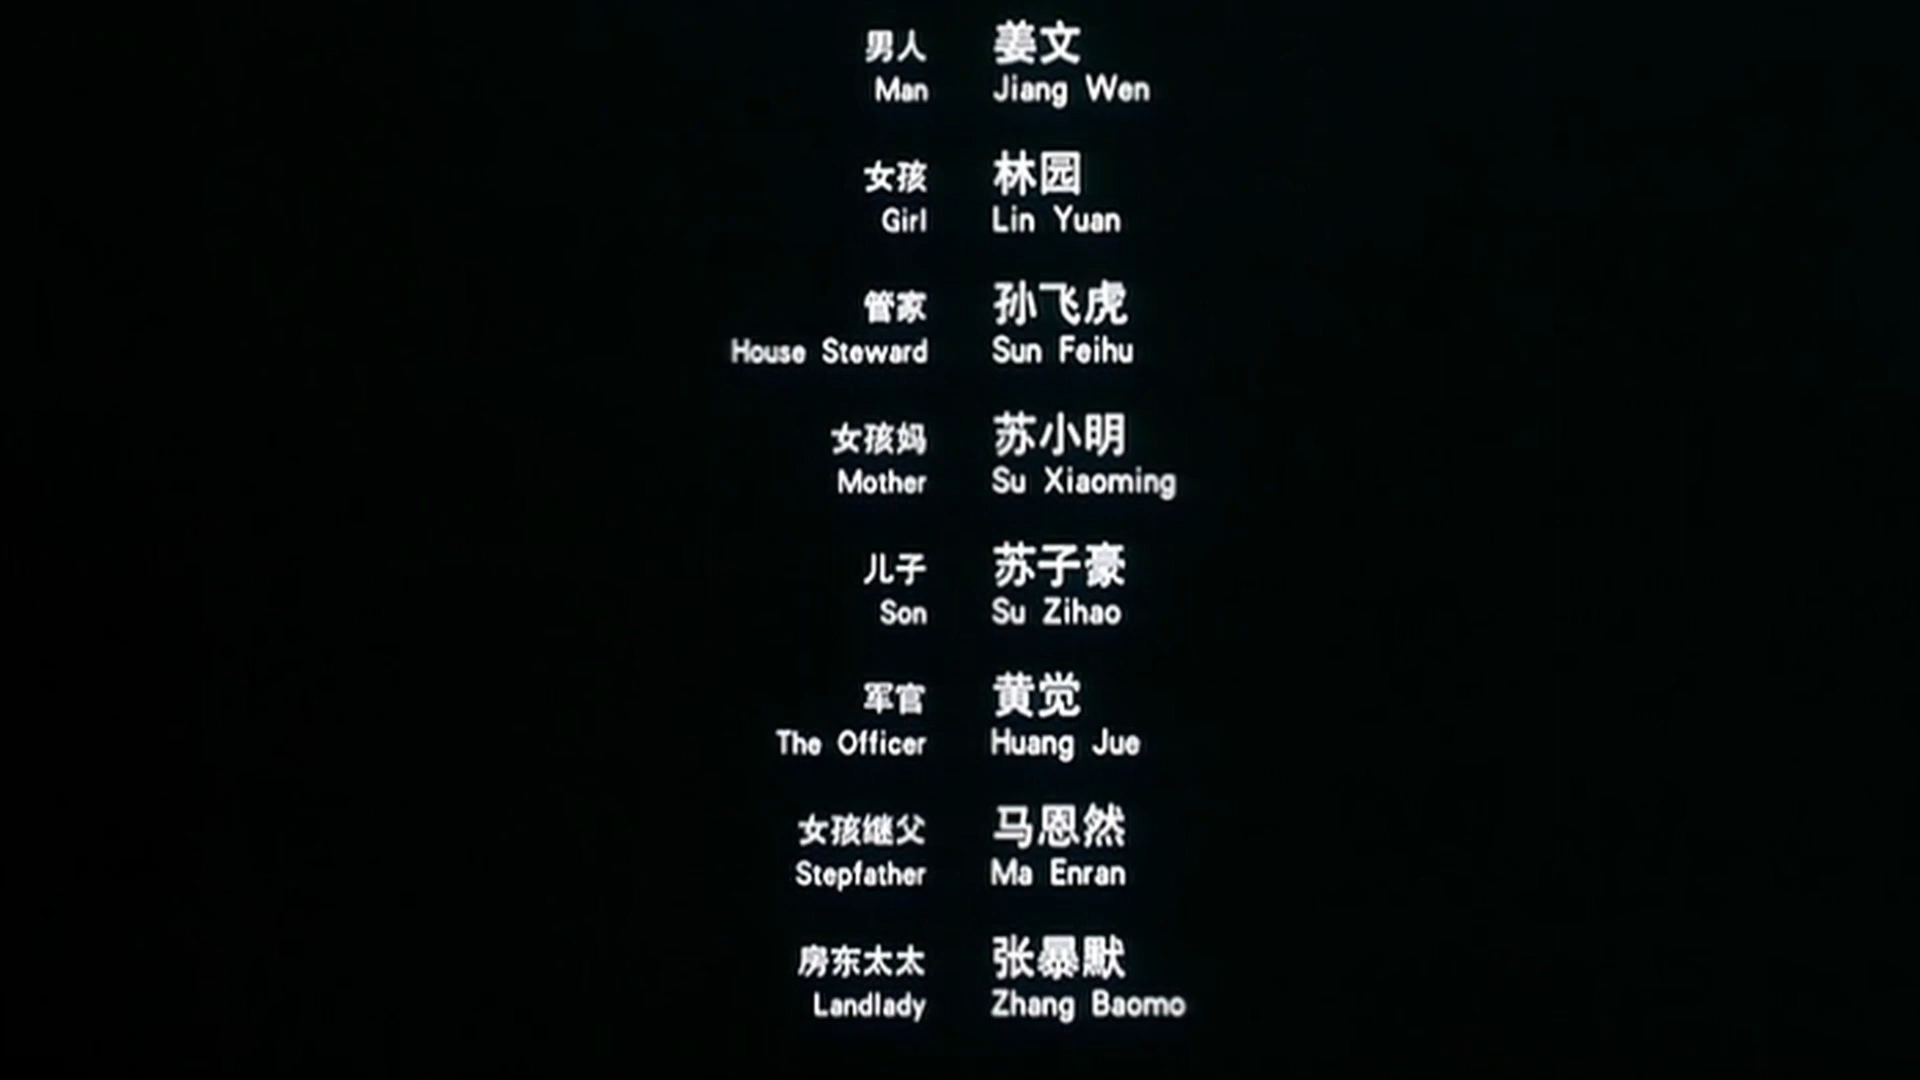 男人 姜文
Man Jiang Wen
女孩 林园
Girl Lin Yuan
管家 孙飞虎
House Steward Sun Feihu
女孩妈 苏小明
Mother Su Xiaoming
儿子 苏子豪
Son Su Zihao
军官 黄觉
The Officer Huang Jue
女孩继父 马恩然
Stepfather Ma Enran
房东太太 张暴默
Landlady Zhang Baomo